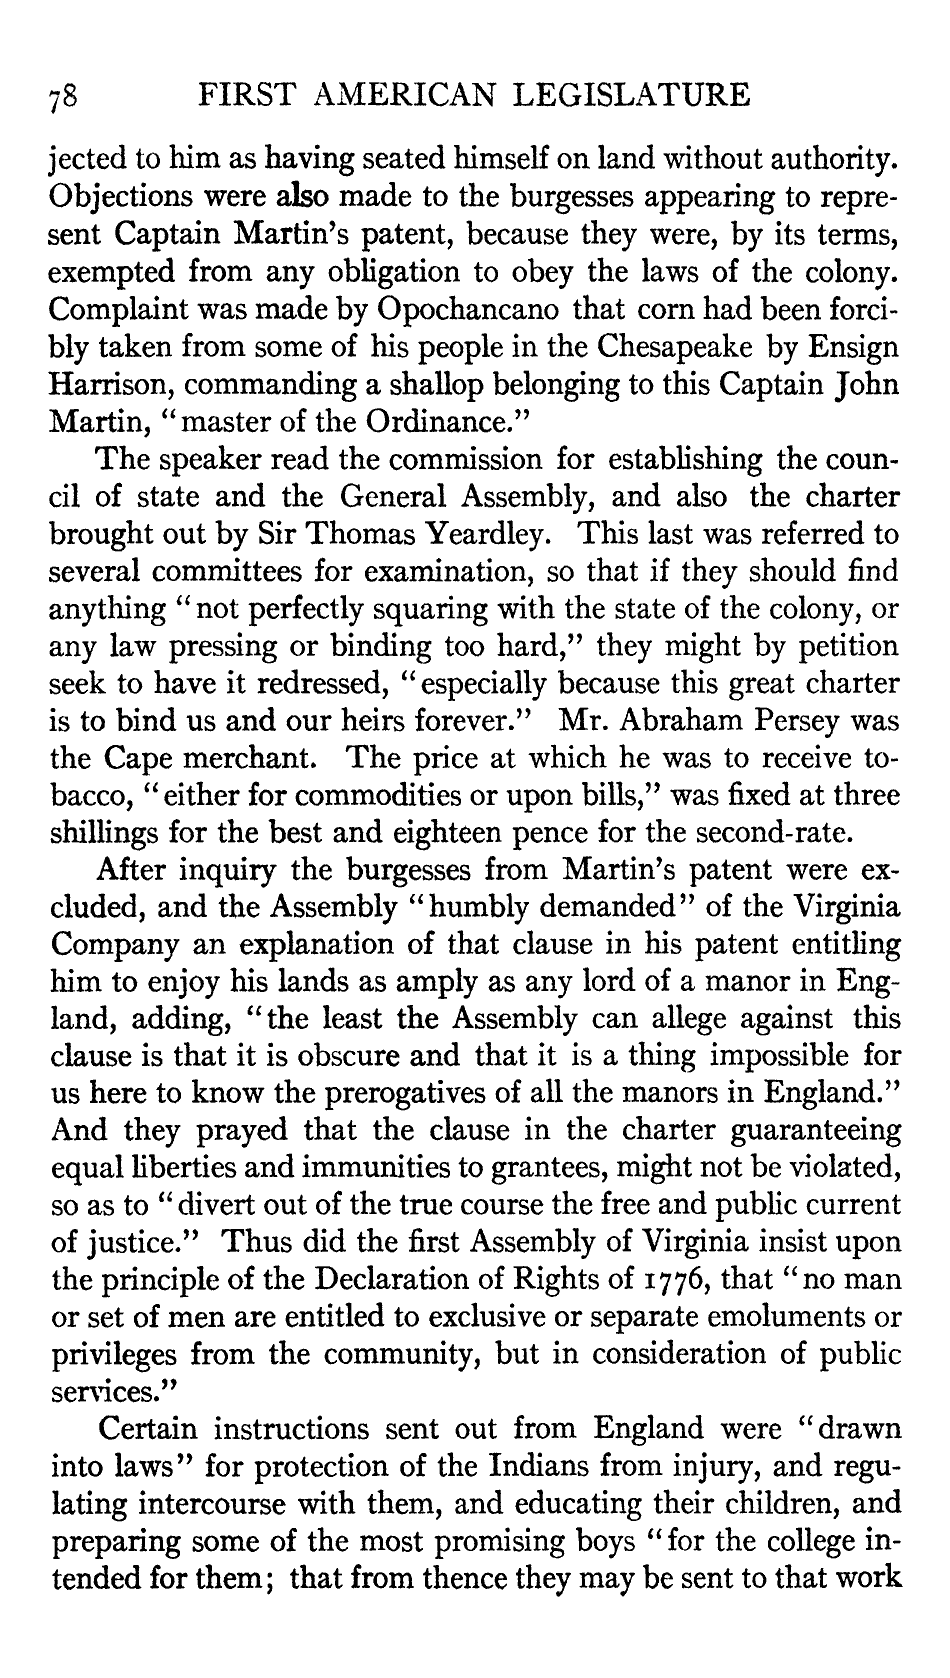 78 FIRST AMERICAN LEGISLATURE
jected to him as having seated himself on land without authority.
Objections were also made to the burgesses appearing to repre-
sent Captain Martin's patent, because they were, by its terms,
exempted from any obligation to obey the laws of the colony.
Complaint was made by Opochancano that corn had been forci-
bly taken from some of his people in the Chesapeake by Ensign
Harrison, commanding a shallop belonging to this Captain John
Martin, "master of the Ordinance."
The speaker read the commission for establishing the coun-
cil of state and the General Assembly, and also the charter
brought out by Sir Thomas Yeardley. This last was referred to
several committees for examination, so that if they should find
anything "not perfectly squaring with the state of the colony, or
any law pressing or binding too hard," they might by petition
seek to have it redressed, "especially because this great charter
is to bind us and our heirs forever." Mr. Abraham Persey was
the Cape merchant. The price at which he was to receive to-
bacco, "either for commodities or upon bills," was fixed at three
shillings for the best and eighteen pence for the second-rate.
After inquiry the burgesses from Martin's patent were ex-
cluded, and the Assembly "humbly demanded" of the Virginia
Company an explanation of that clause in his patent entitling
him to enjoy his lands as amply as any lord of a manor in Eng-
land, adding, "the least the Assembly can allege against this
clause is that it is obscure and that it is a thing impossible for
us here to know the prerogatives of all the manors in England."
And they prayed that the clause in the charter guaranteeing
equal liberties and immunities to grantees, might not be violated,
so as to "divert out of the true course the free and public current
of justice." Thus did the first Assembly of Virginia insist upon
the principle of the Declaration of Rights of 1776, that "no man
or set of men are entitled to exclusive or separate emoluments or
privileges from the community, but in consideration of public
services."
Certain instructions sent out from England were "drawn
into laws" for protection of the Indians from injury, and regu-
lating intercourse with them, and educating their children, and
preparing some of the most promising boys "for the college in-
tended for them; that from thence they may be sent to that work